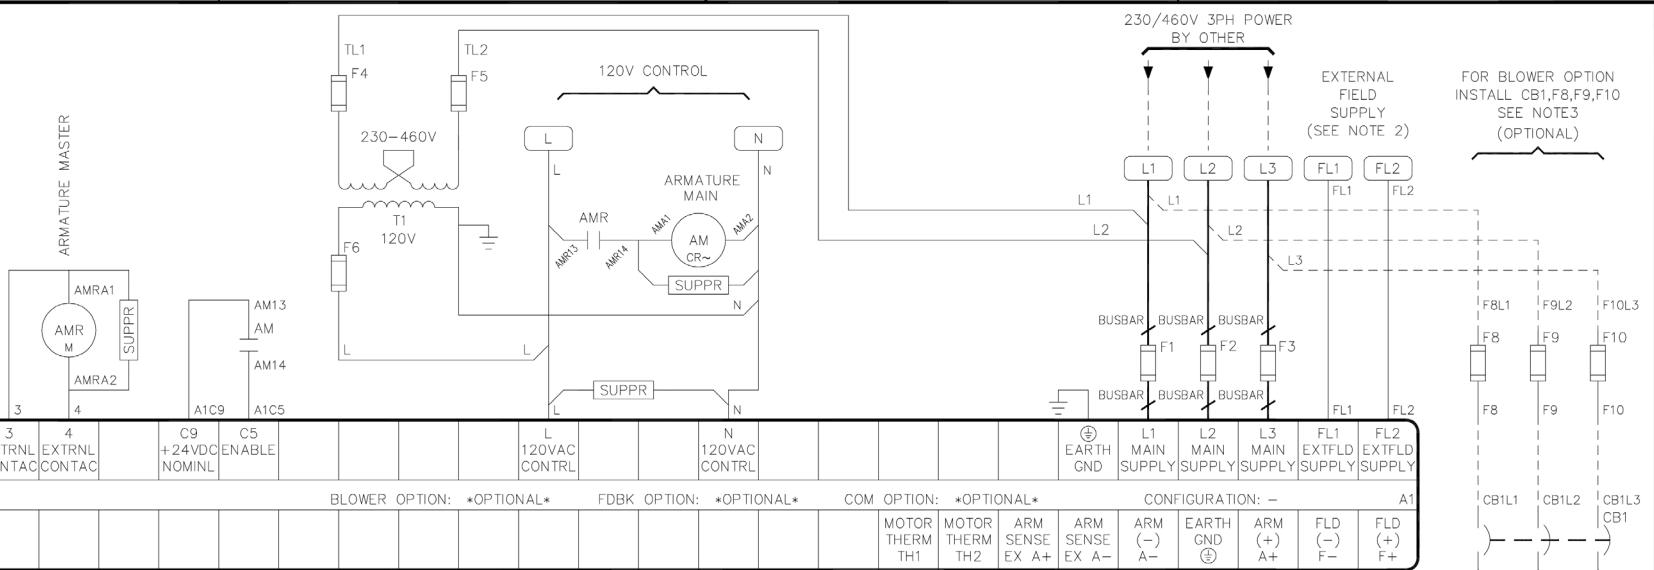 230/460V 3PH POWER
BY OTHER
TL1
F4
TL2
F5
120V CONTROL
EXTERNAL
FIELD
SUPPLY
(SEE NOTE 2)
FOR BLOWER OPTION
INSTALL CB1,F8,F9,F10
SEE NOTE3
(OPTIONAL)
ARMATURE MASTER
230-460V
L
N
L
N
ARMATURE
MAIN
L1
L2
L3
FL1
FL2
FL1
FL2
L1
L1
L2
L2
L3
T1
120V
F6
AMR
AMR13
AMR14
AMA1
AM
CR~
AMA2
SUPPR
N
AMRA1
AMR
M
SUPPR
AMRA2
AM13
AM
AM14
L
L
BUSBAR
BUSBAR
BUSBAR
F1
F2
F3
BUSBAR
BUSBAR
BUSBAR
F8L1
F9L2
F10L3
F8
F9
F10
SUPPR
3
4
A1C9
A1C5
L
N
FL1
FL2
F8
F9
F10
3
TRNL
NTAC
4
EXTRNL
CONTAC
C9
+24VDC
NOMINL
C5
ENABLE
L
120VAC
CONTRL
N
120VAC
CONTRL
EARTH
GND
L1
MAIN
SUPPLY
L2
MAIN
SUPPLY
L3
MAIN
SUPPLY
FL1
EXTFLD
SUPPLY
FL2
EXTFLD
SUPPLY
BLOWER OPTION: *OPTIONAL*
FDBK OPTION: *OPTIONAL*
COM OPTION: *OPTIONAL*
CONFIGURATION: -
A1
CB1L1
CB1L2
CB1L3
CB1
MOTOR
THERM
TH1
MOTOR
THERM
TH2
ARM
SENSE
EX A+
ARM
SENSE
EX A-
ARM
(-)
A-
EARTH
GND
ARM
(+)
A+
FLD
(-)
F-
FLD
(+)
F+